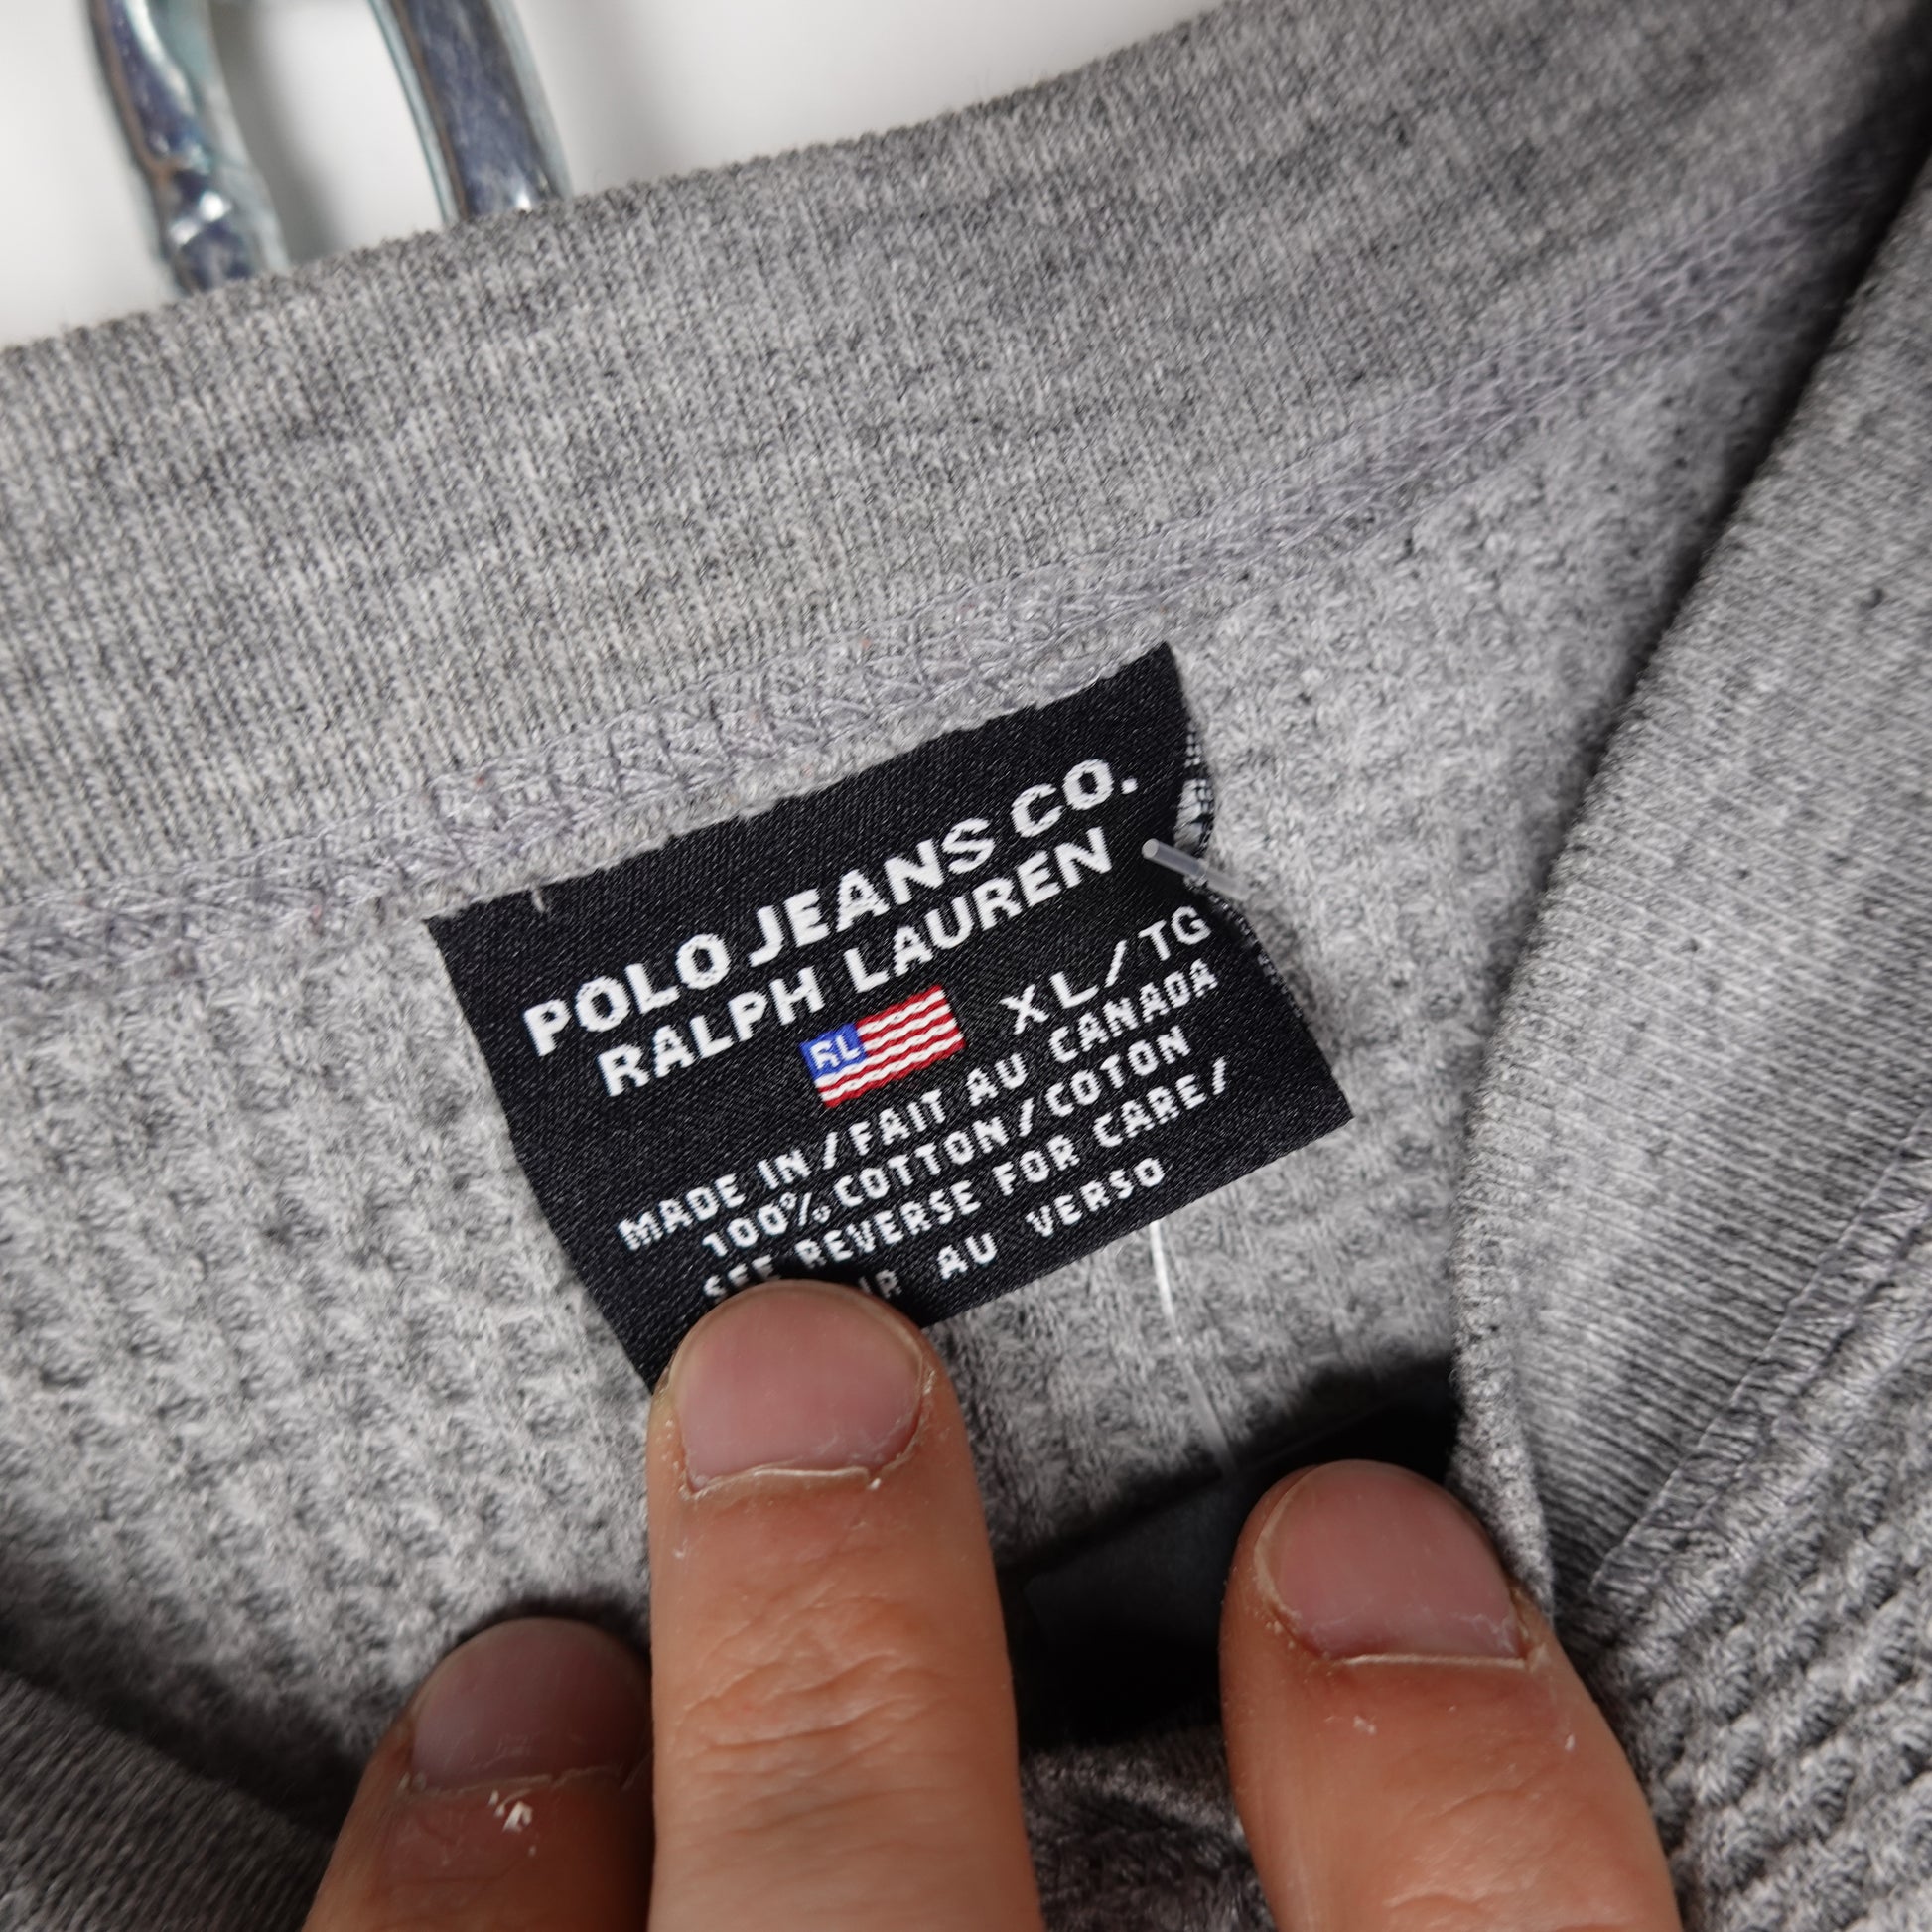 POLO JEANS CO.
RALPH LAUREN
RL
XL/TG
MADE IN/FAIT AU CANADA
100% COTTON/COTON
SEE REVERSE FOR CARE/
AU VERSO